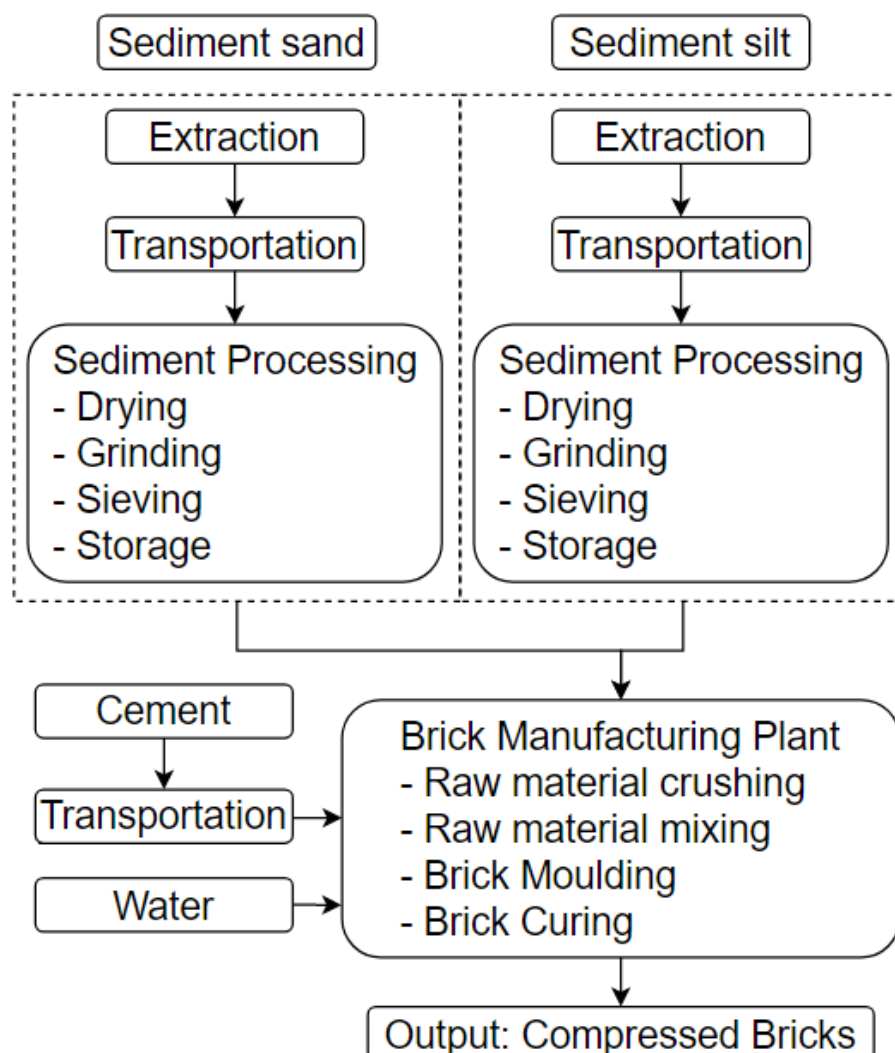 Sediment sand
Sediment silt
Extraction
Transportation
Sediment Processing
- Drying
- Grinding
- Sieving
- Storage
Extraction
Transportation
Sediment Processing
- Drying
- Grinding
- Sieving
- Storage
Cement
Transportation
Water
Brick Manufacturing Plant
- Raw material crushing
- Raw material mixing
- Brick Moulding
- Brick Curing
Output: Compressed Bricks